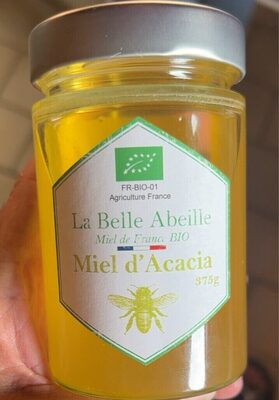 FR-BIO-01
Agriculture France
La Belle Abeille
Miel de France BIO
Miel d'Acacia
375g